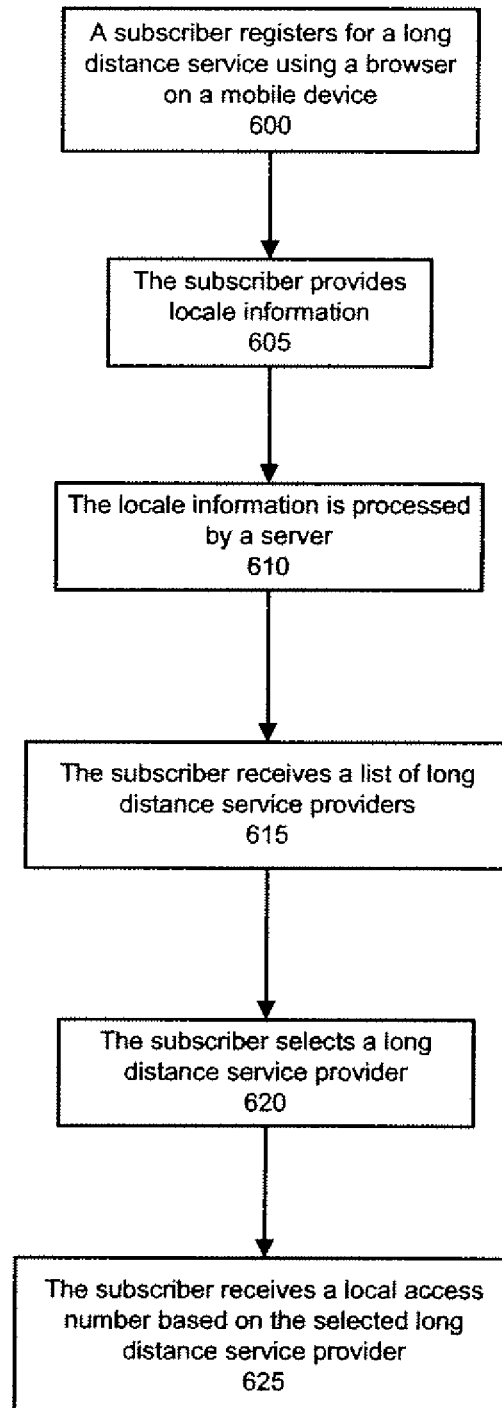 A subscriber registers for a long
distance service using a browser
on a mobile device
600
The subscriber provides
locale information
605
The locale information is processed
by a server
610
The subscriber receives a list of long
distance service providers
615
The subscriber selects a long
distance service provider
620
The subscriber receives a local access
number based on the selected long
distance service provider
625